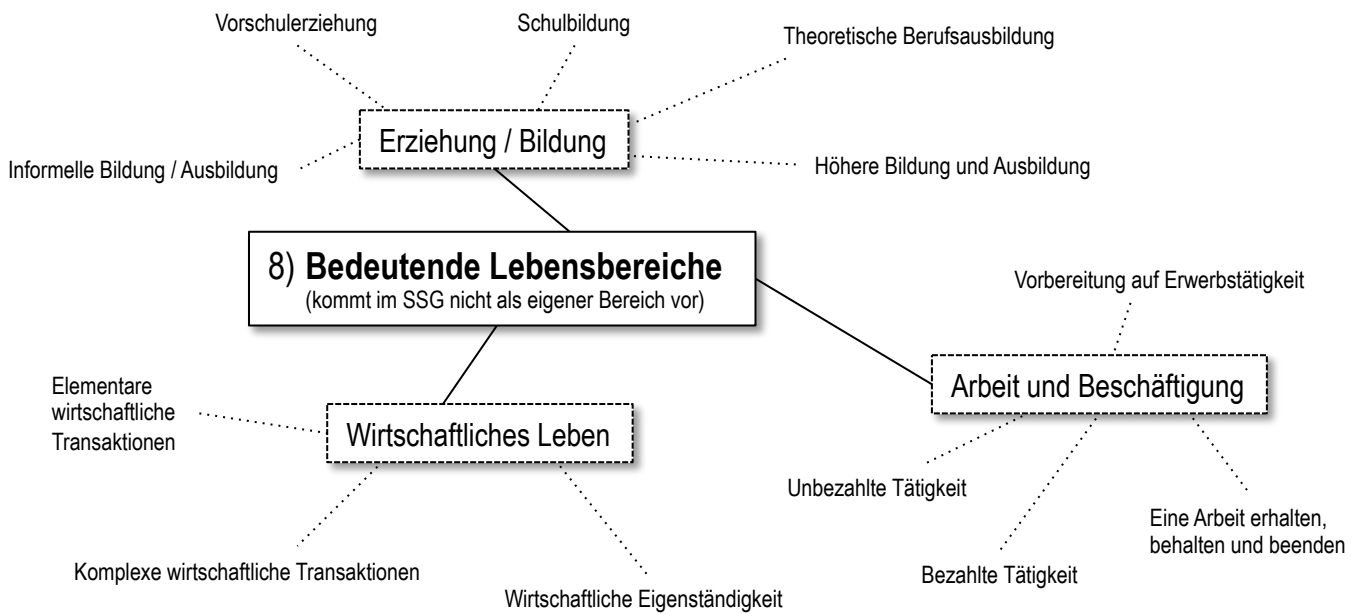 Vorschulerziehung
Schulbildung
Theoretische Berufsausbildung
Erziehung / Bildung
Informelle Bildung / Ausbildung
Höhere Bildung und Ausbildung
8) Bedeutende Lebensbereiche
(kommt im SSG nicht als eigener Bereich vor)
Vorbereitung auf Erwerbstätigkeit
Arbeit und Beschäftigung
Elementare
wirtschaftliche
Transaktionen
Wirtschaftliches Leben
Unbezahlte Tätigkeit
Eine Arbeit erhalten,
behalten und beenden
Komplexe wirtschaftliche Transaktionen
Bezahlte Tätigkeit
Wirtschaftliche Eigenständigkeit